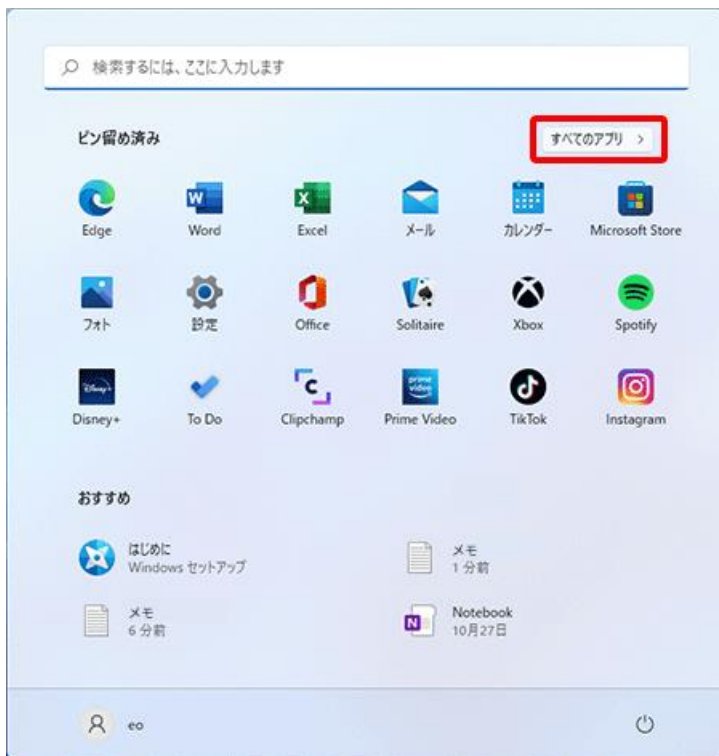 検索するには、ここに入力します
ピン留め済み
すべてのアプリ >
Edge
Word
Excel
メール
カレンダー
Microsoft Store
フォト
設定
Office
Solitaire
Xbox
Spotify
Disney+
To Do
Clipchamp
Prime Video
TikTok
Instagram
おすすめ
はじめに
Windows セットアップ
メモ
1 分前
メモ
6 分前
Notebook
10月27日
eo